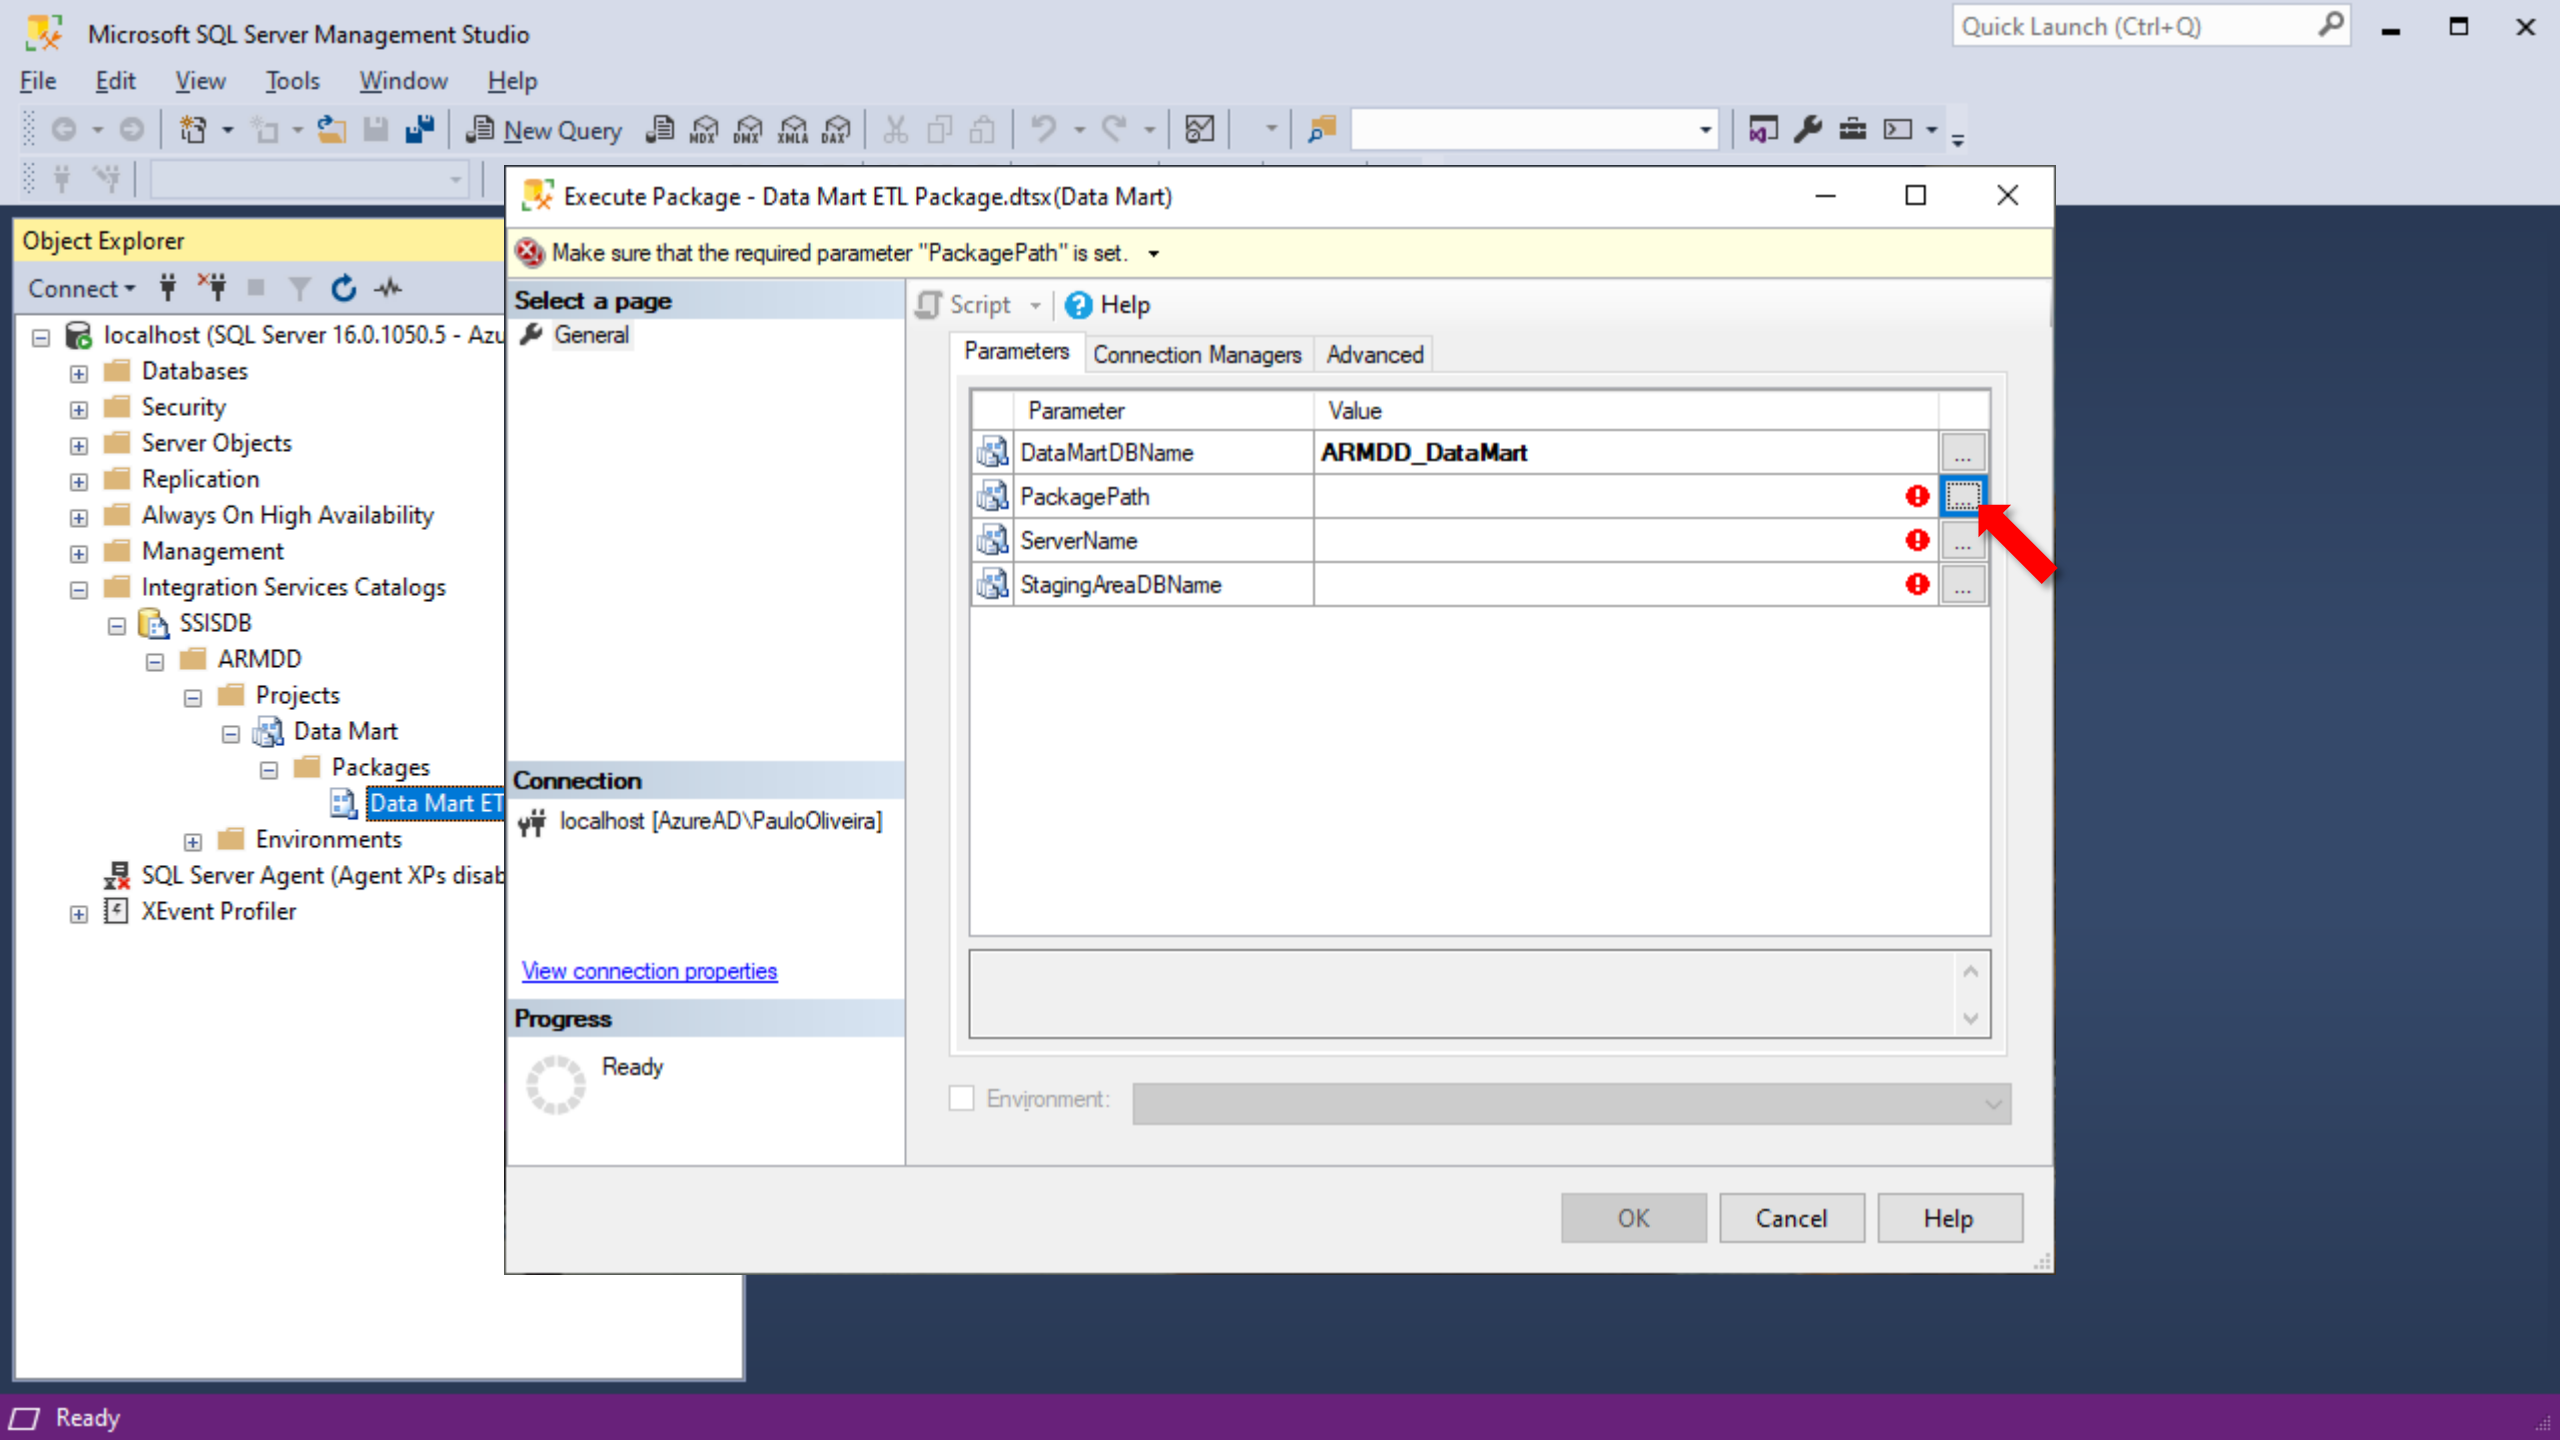 Microsoft SQL Server Management Studio
Quick Launch (Ctrl+Q)
File Edit View Tools Window Help
New Query MDX DMX XMLA DAX
Execute Package - Data Mart ETL Package.dtsx(Data Mart)
Make sure that the required parameter "PackagePath" is set.
Object Explorer
Connect
localhost (SQL Server 16.0.1050.5 - Azu
Databases
Security
Server Objects
Replication
Always On High Availability
Management
Integration Services Catalogs
SSISDB
ARMDD
Projects
Data Mart
Packages
Data Mart ET
Environments
SQL Server Agent (Agent XPs disab
XEvent Profiler
Select a page
General
Connection
localhost [AzureAD\PauloOliveira]
View connection properties
Progress
Ready
Script Help
Parameters Connection Managers Advanced
Parameter Value
DataMartDBName ARMDD_DataMart ...
PackagePath ...
ServerName ...
StagingAreaDBName ...
Environment:
OK Cancel Help
Ready